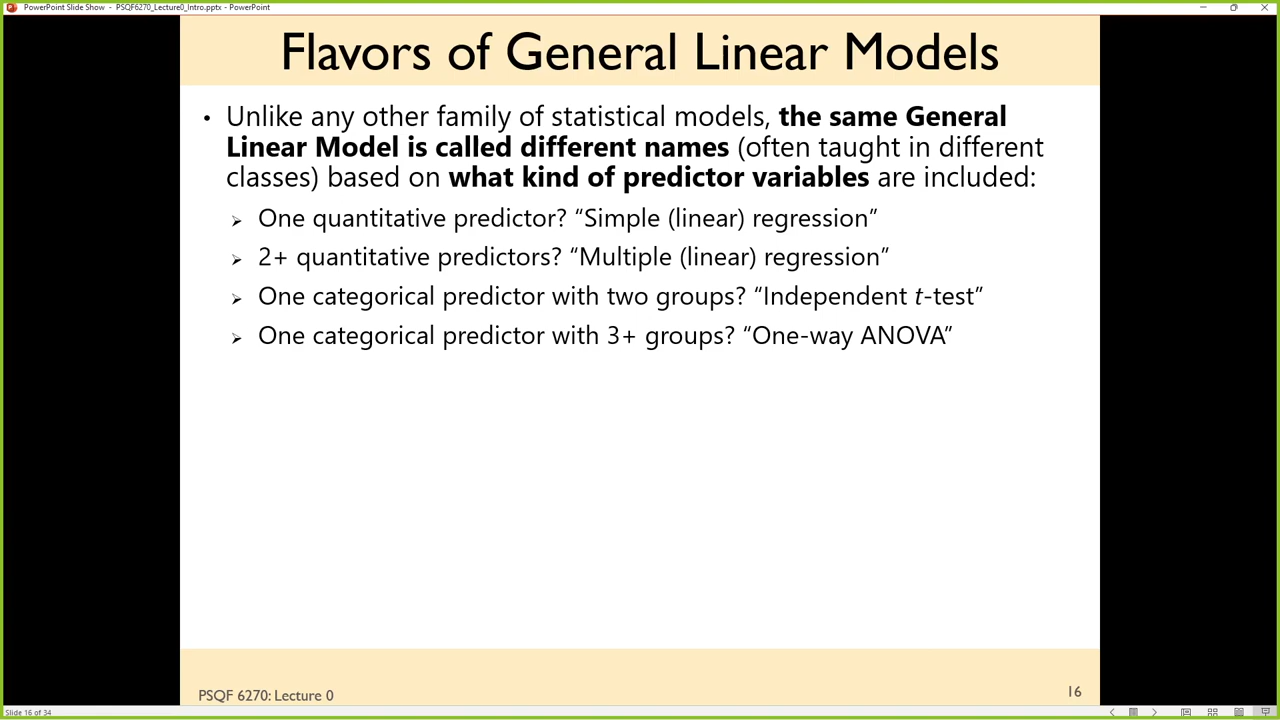 PowerPoint Slide Show - PSQF6270_Lecture0_Intro.pptx - PowerPoint
Flavors of General Linear Models
• Unlike any other family of statistical models, the same General
Linear Model is called different names (often taught in different
classes) based on what kind of predictor variables are included:
➢ One quantitative predictor? “Simple (linear) regression”
➢ 2+ quantitative predictors? “Multiple (linear) regression”
➢ One categorical predictor with two groups? “Independent t-test”
➢ One categorical predictor with 3+ groups? “One-way ANOVA”
PSQF 6270: Lecture 0
16
Slide 16 of 34